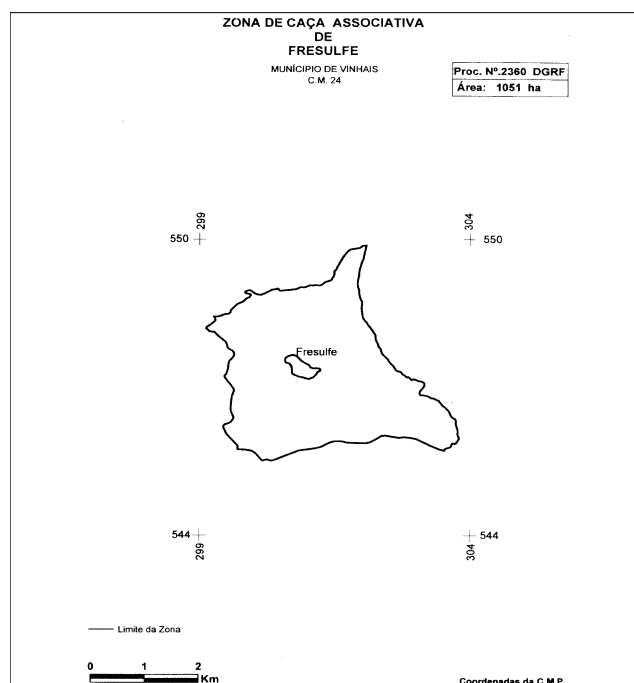 ZONA DE CAÇA ASSOCIATIVA
DE
FRESULFE
MUNÍCIPIO DE VINHAIS
C.M. 24
Proc. Nº.2360 DGRF
Área: 1051 ha
299
304
550
550
Fresulfe
544
544
299
304
Limite da Zona
0 1 2
Km
Coordenadas da C.M.P.